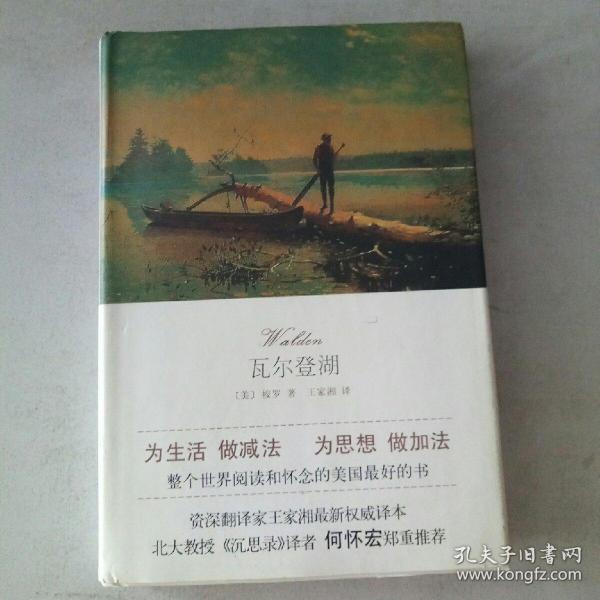 Walden
瓦尔登湖
〔美〕梭罗 著 王家湘 译
为生活 做减法 为思想 做加法
整个世界阅读和怀念的美国最好的书
资深翻译家王家湘最新权威译本
北大教授《沉思录》译者 何怀宏郑重推荐
孔夫子旧书网
www.kongfz.com